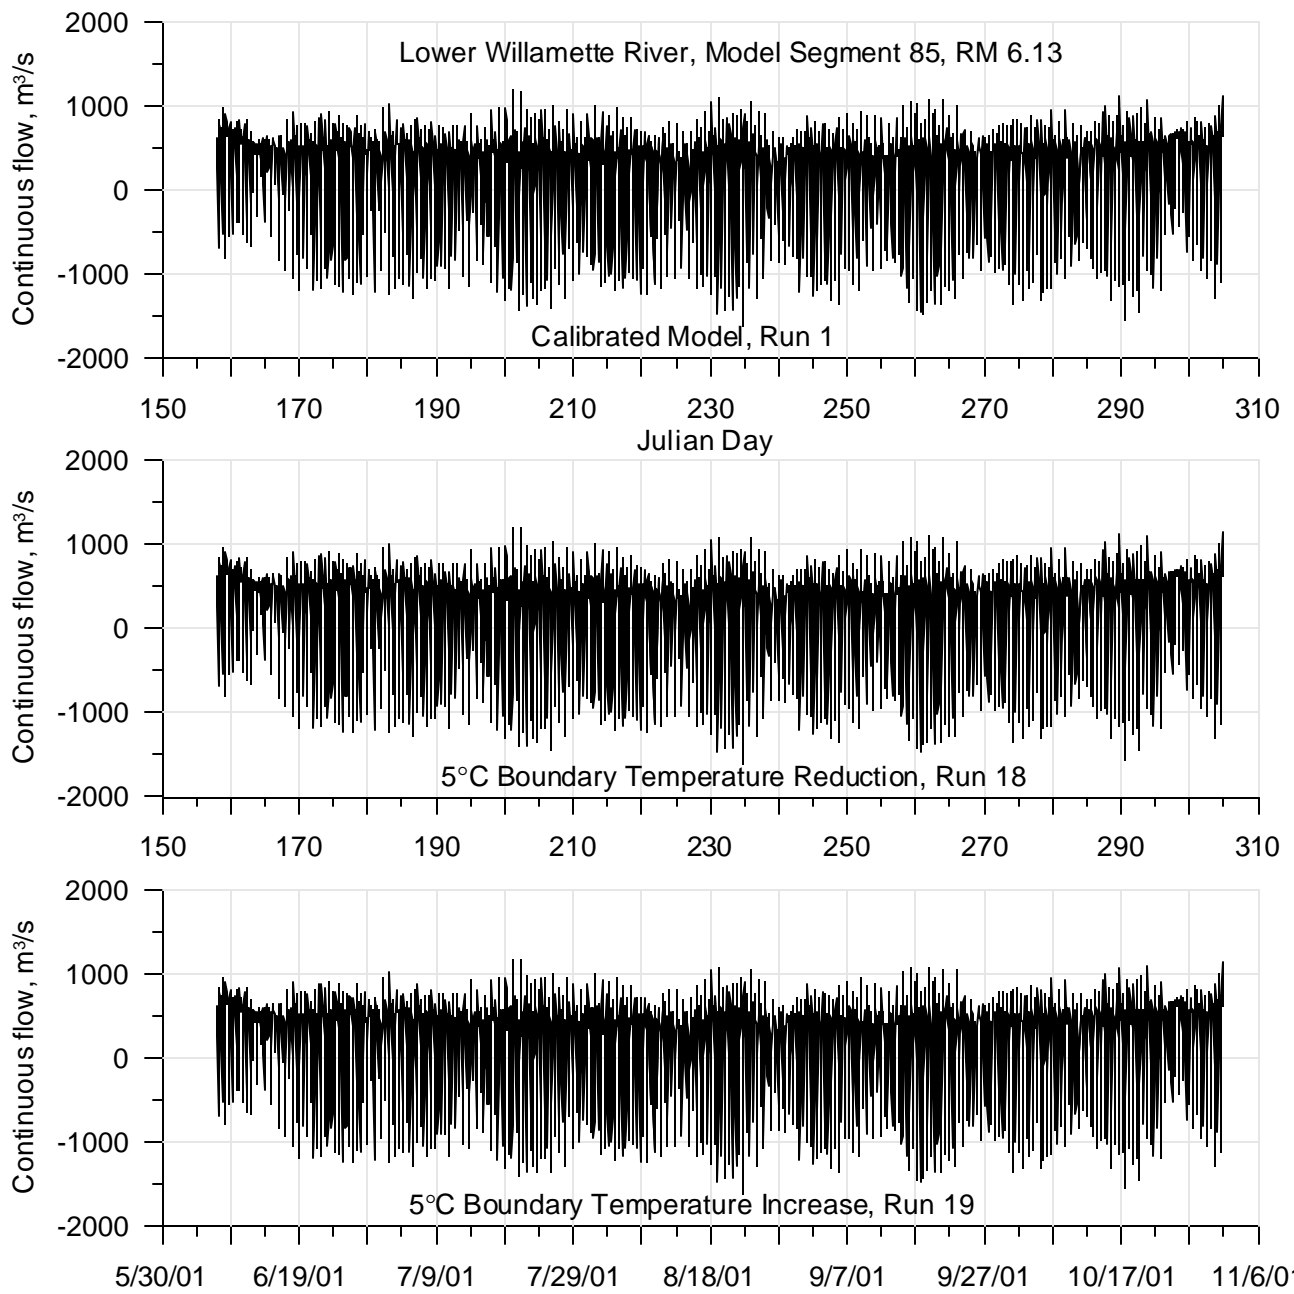 2000
Lower Willamette River, Model Segment 85, RM 6.13
1000
0
-1000
Calibrated Model, Run 1
-2000
Continuous flow, m³/s
150 170 190 210 230 250 270 290 310
Julian Day
2000
1000
0
-1000
5°C Boundary Temperature Reduction, Run 18
-2000
Continuous flow, m³/s
150 170 190 210 230 250 270 290 310
2000
1000
0
-1000
5°C Boundary Temperature Increase, Run 19
-2000
Continuous flow, m³/s
5/30/01 6/19/01 7/9/01 7/29/01 8/18/01 9/7/01 9/27/01 10/17/01 11/6/0